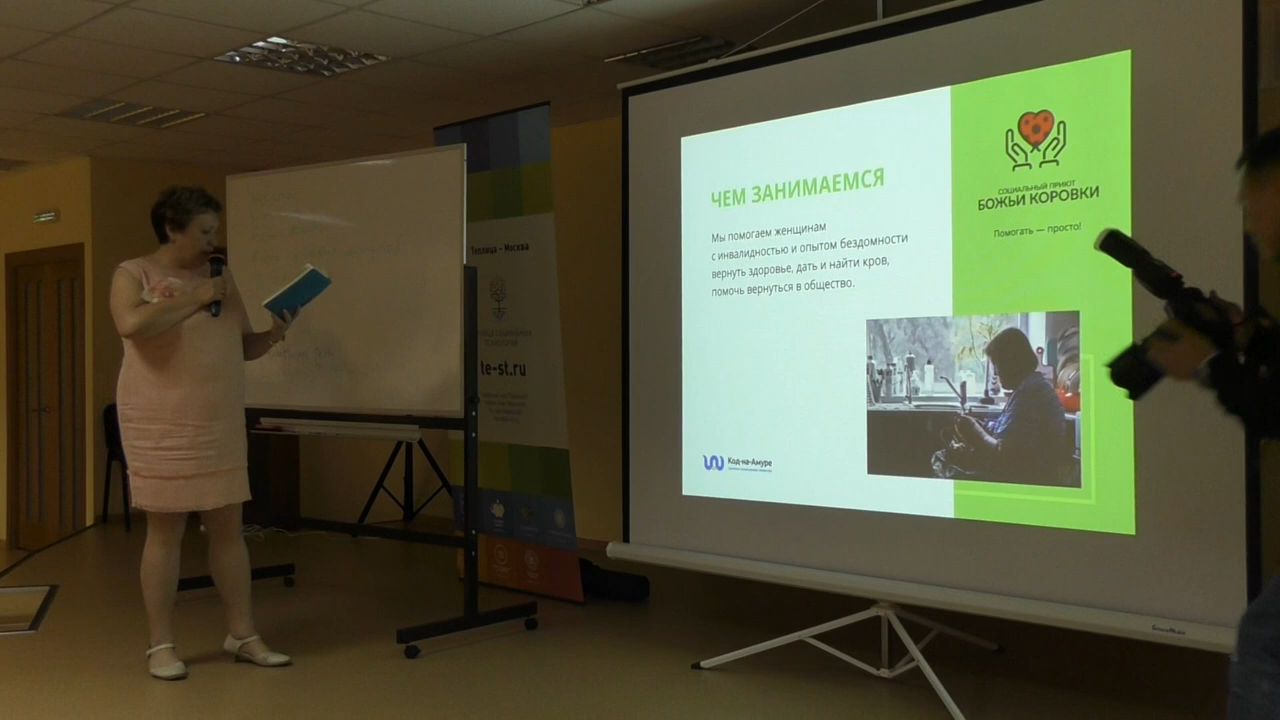 ЧЕМ ЗАНИМАЕМСЯ
Мы помогаем женщинам
с инвалидностью и опытом бездомности
вернуть здоровье, дать и найти кров,
помочь вернуться в общество.
Код-на-Амуре
СОЦИАЛЬНЫЙ ПРИЮТ
БОЖЬИ КОРОВКИ
Помогать — просто!
Теплица - Москва
te-st.ru